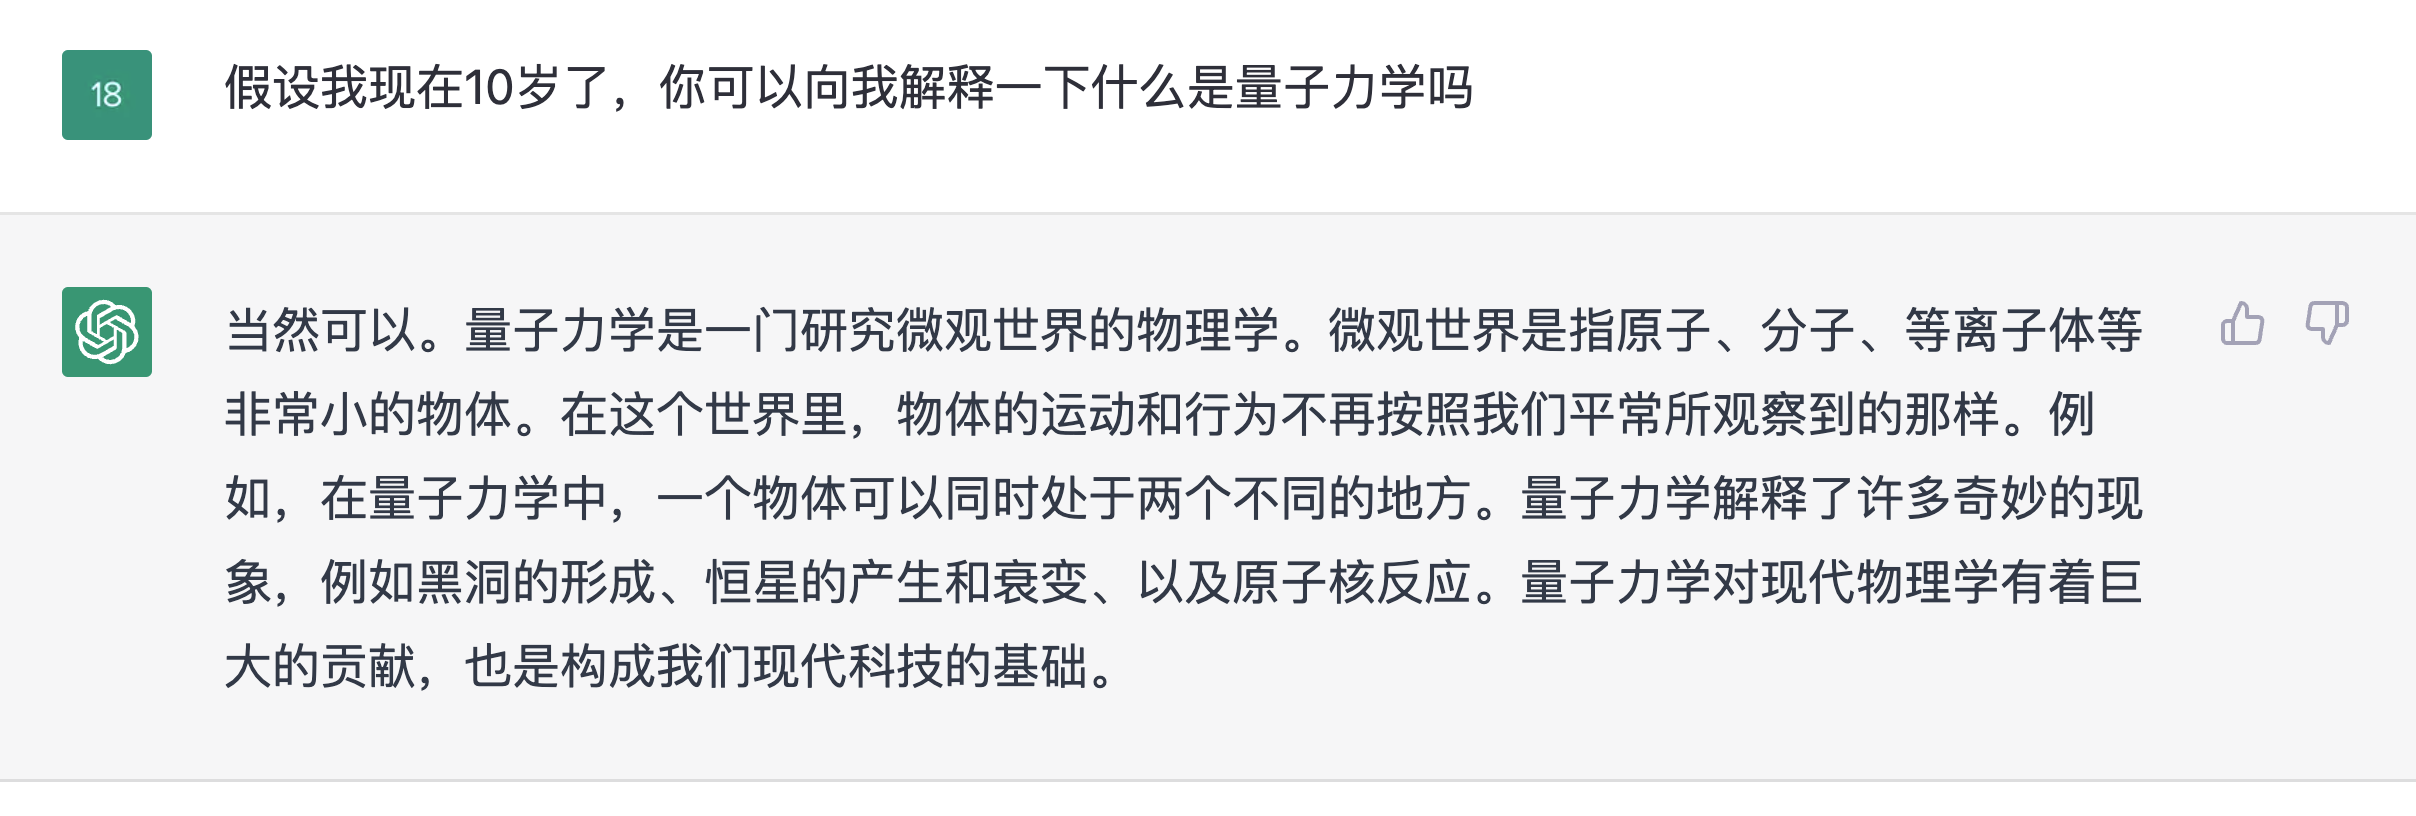 18
假设我现在10岁了，你可以向我解释一下什么是量子力学吗
当然可以。量子力学是一门研究微观世界的物理学。微观世界是指原子、分子、等离子体等
非常小的物体。在这个世界里，物体的运动和行为不再按照我们平常所观察到的那样。例
如，在量子力学中，一个物体可以同时处于两个不同的地方。量子力学解释了许多奇妙的现
象，例如黑洞的形成、恒星的产生和衰变、以及原子核反应。量子力学对现代物理学有着巨
大的贡献，也是构成我们现代科技的基础。